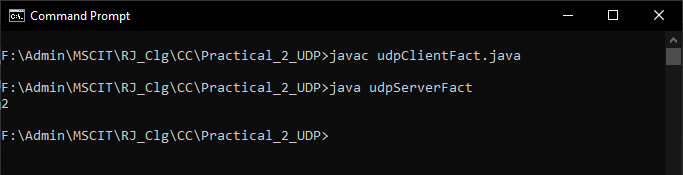 Command Prompt
F:\Admin\MSCIT\RJ_Clg\CC\Practical_2_UDP>javac udpClientFact.java
F:\Admin\MSCIT\RJ_Clg\CC\Practical_2_UDP>java udpServerFact
2
F:\Admin\MSCIT\RJ_Clg\CC\Practical_2_UDP>